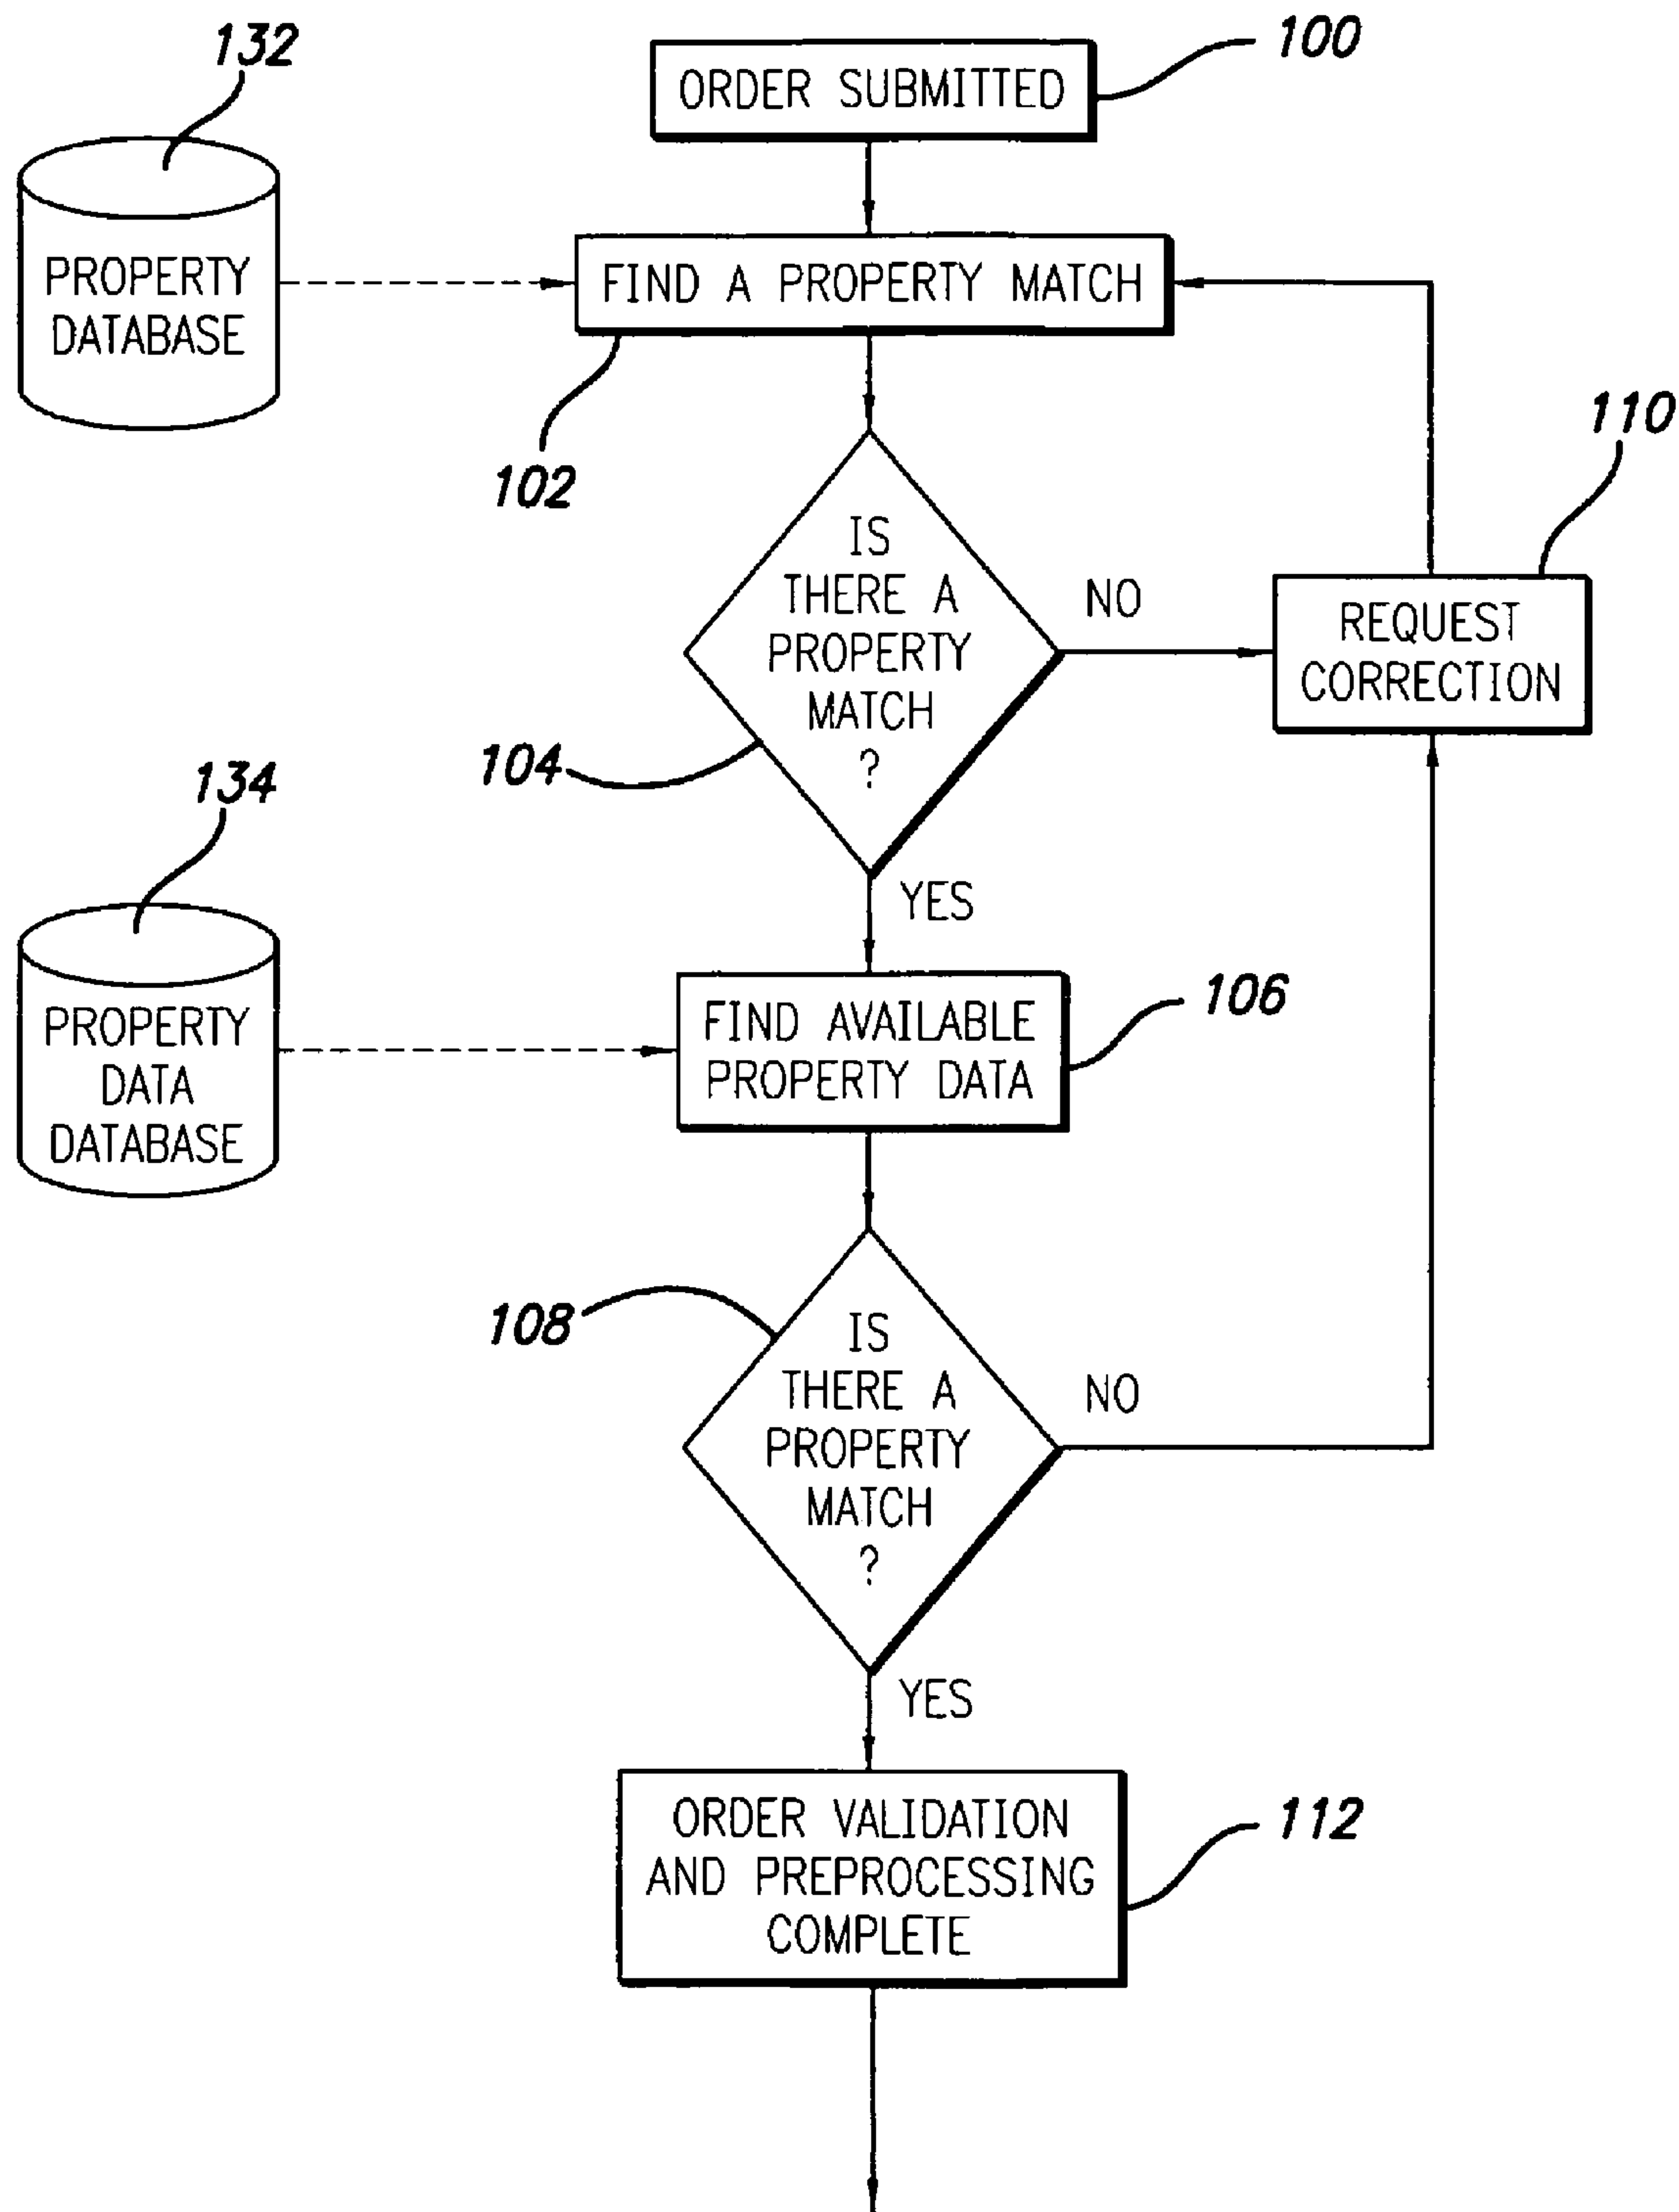 132
100
ORDER SUBMITTED
PROPERTY
DATABASE
FIND A PROPERTY MATCH
102
110
IS
THERE A
PROPERTY
MATCH
?
NO
REQUEST
CORRECTION
104
134
YES
PROPERTY
DATA
DATABASE
FIND AVAILABLE
PROPERTY DATA
106
108
IS
THERE A
PROPERTY
MATCH
?
NO
YES
ORDER VALIDATION
AND PREPROCESSING
COMPLETE
112